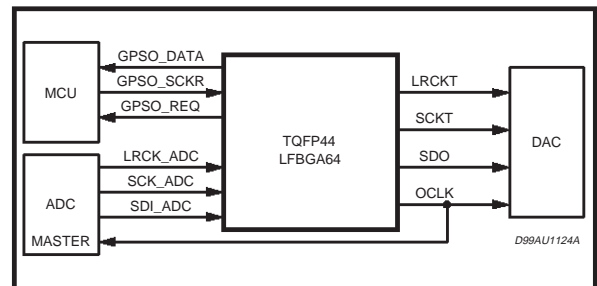 GPSO_DATA
GPSO_SCKR
GPSO_REQ
MCU
LRCK_ADC
SCK_ADC
SDI_ADC
ADC
MASTER
TQFP44
LFBGA64
LRCKT
SCKT
SDO
OCLK
DAC
D99AU1124A